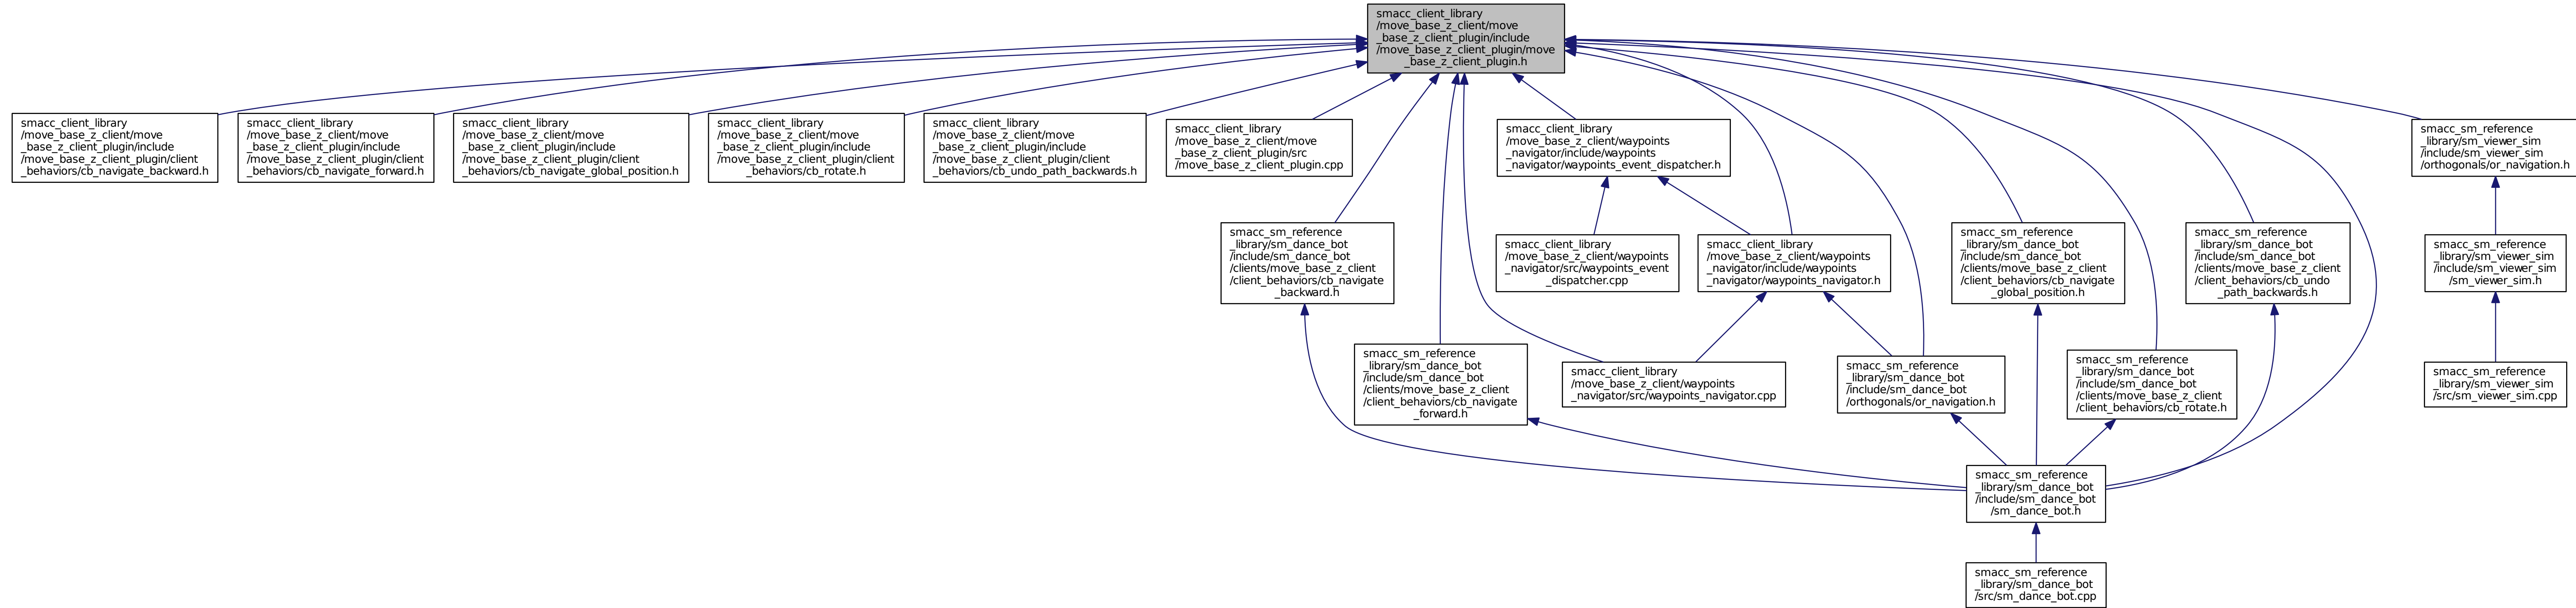 smacc_client_library
/move_base_z_client/move
_base_z_client_plugin/include
/move_base_z_client_plugin/move
_base_z_client_plugin.h
smacc_client_library
/move_base_z_client/move
_base_z_client_plugin/include
/move_base_z_client_plugin/client
_behaviors/cb_navigate_backward.h
smacc_client_library
/move_base_z_client/move
_base_z_client_plugin/include
/move_base_z_client_plugin/client
_behaviors/cb_navigate_forward.h
smacc_client_library
/move_base_z_client/move
_base_z_client_plugin/include
/move_base_z_client_plugin/client
_behaviors/cb_navigate_global_position.h
smacc_client_library
/move_base_z_client/move
_base_z_client_plugin/include
/move_base_z_client_plugin/client
_behaviors/cb_rotate.h
smacc_client_library
/move_base_z_client/move
_base_z_client_plugin/include
/move_base_z_client_plugin/client
_behaviors/cb_undo_path_backwards.h
smacc_client_library
/move_base_z_client/move
_base_z_client_plugin/src
/move_base_z_client_plugin.cpp
smacc_client_library
/move_base_z_client/waypoints
_navigator/include/waypoints
_navigator/waypoints_event_dispatcher.h
smacc_sm_reference
_library/sm_viewer_sim
/include/sm_viewer_sim
/orthogonals/or_navigation.h
smacc_sm_reference
_library/sm_dance_bot
/include/sm_dance_bot
/clients/move_base_z_client
/client_behaviors/cb_navigate
_backward.h
smacc_client_library
/move_base_z_client/waypoints
_navigator/src/waypoints_event
_dispatcher.cpp
smacc_client_library
/move_base_z_client/waypoints
_navigator/include/waypoints
_navigator/waypoints_navigator.h
smacc_sm_reference
_library/sm_dance_bot
/include/sm_dance_bot
/clients/move_base_z_client
/client_behaviors/cb_navigate
_global_position.h
smacc_sm_reference
_library/sm_dance_bot
/include/sm_dance_bot
/clients/move_base_z_client
/client_behaviors/cb_undo
_path_backwards.h
smacc_sm_reference
_library/sm_viewer_sim
/include/sm_viewer_sim
/sm_viewer_sim.h
smacc_sm_reference
_library/sm_dance_bot
/include/sm_dance_bot
/clients/move_base_z_client
/client_behaviors/cb_navigate
_forward.h
smacc_client_library
/move_base_z_client/waypoints
_navigator/src/waypoints_navigator.cpp
smacc_sm_reference
_library/sm_dance_bot
/include/sm_dance_bot
/orthogonals/or_navigation.h
smacc_sm_reference
_library/sm_dance_bot
/include/sm_dance_bot
/clients/move_base_z_client
/client_behaviors/cb_rotate.h
smacc_sm_reference
_library/sm_viewer_sim
/src/sm_viewer_sim.cpp
smacc_sm_reference
_library/sm_dance_bot
/include/sm_dance_bot
/sm_dance_bot.h
smacc_sm_reference
_library/sm_dance_bot
/src/sm_dance_bot.cpp